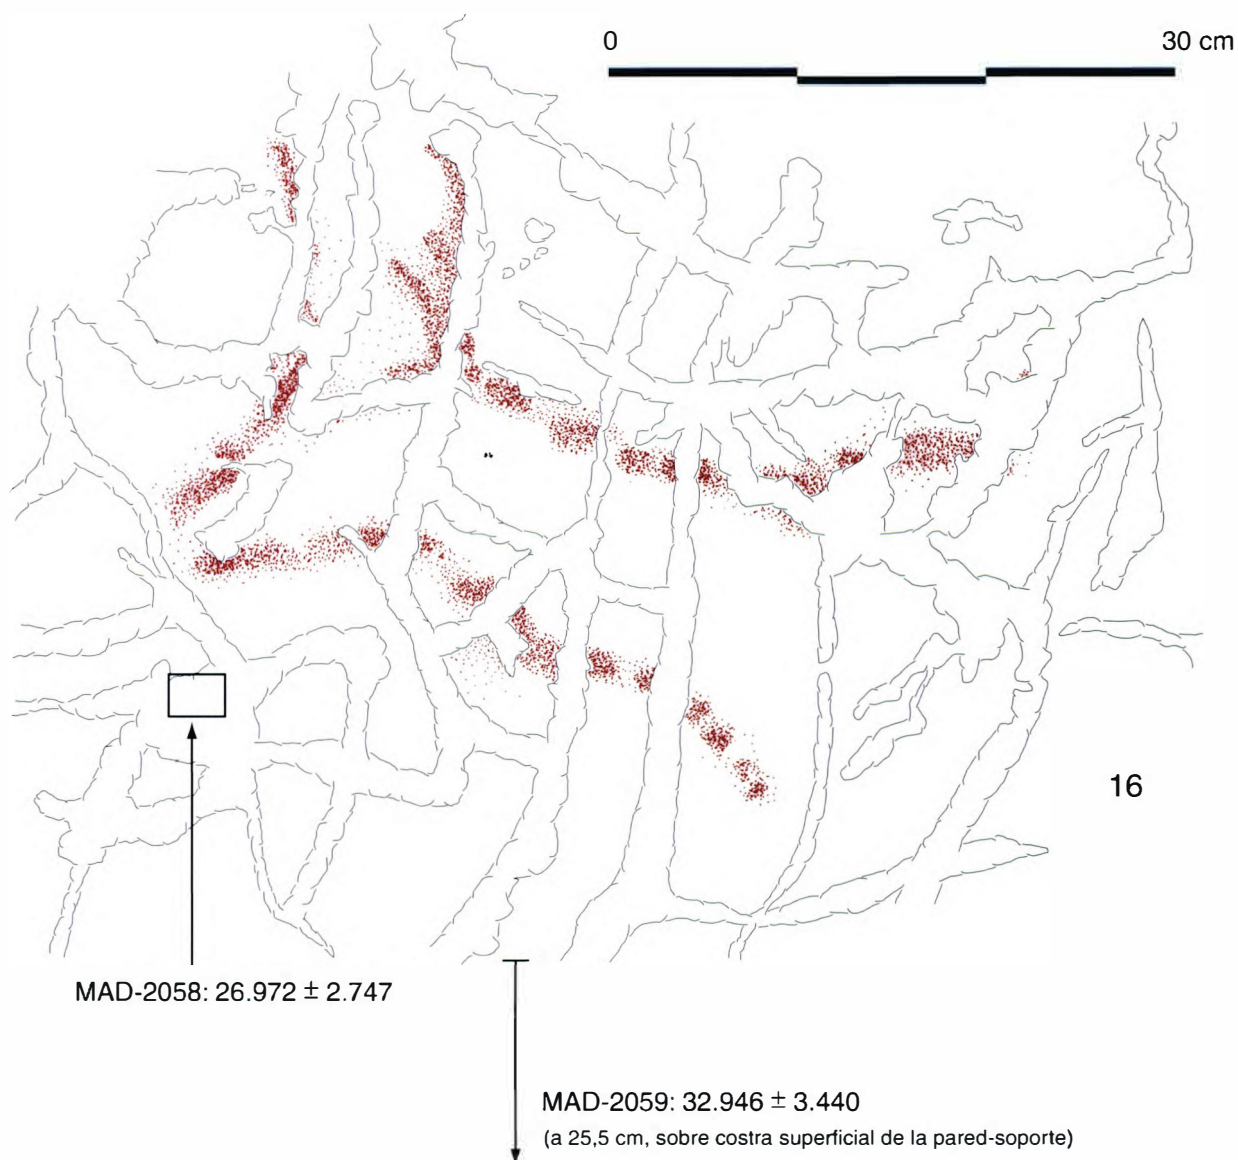 0 30 cm
16
MAD-2058: 26.972 ± 2.747
MAD-2059: 32.946 ± 3.440
(a 25,5 cm, sobre costra superficial de la pared-soporte)